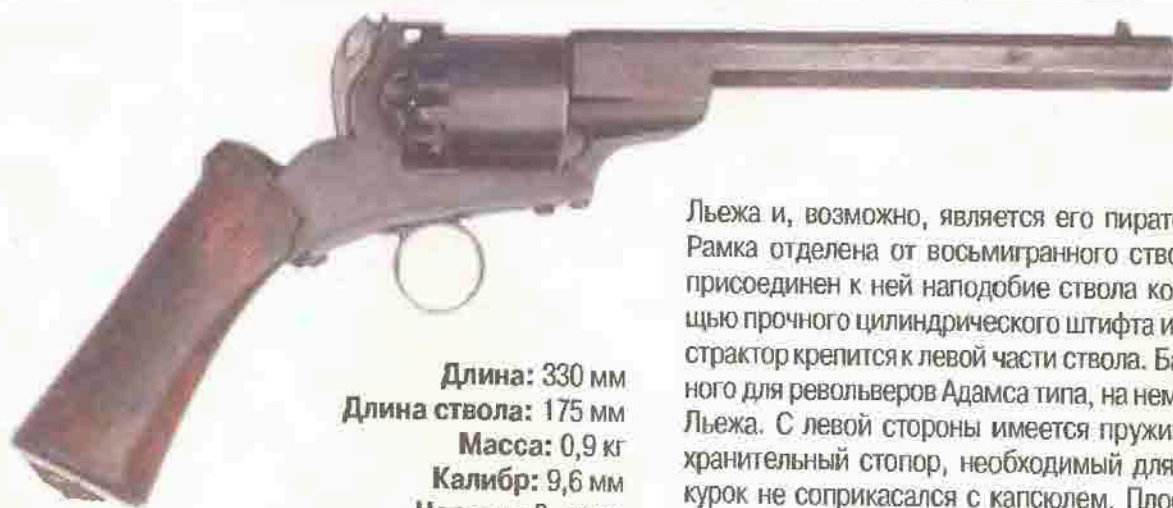 Льежа и, возможно, является его пират
Рамка отделена от восьмигранного ство
присоединен к ней наподобие ствола ко
щью прочного цилиндрического штифта и
страктор крепится к левой части ствола. Ба
ного для револьверов Адамса типа, на нем
Льежа. С левой стороны имеется пружи
хранительный стопор, необходимый для
курок не соприкасался с капсюлем. Пло
Длина: 330 мм
Длина ствола: 175 мм
Масса: 0,9 кг
Калибр: 9,6 мм